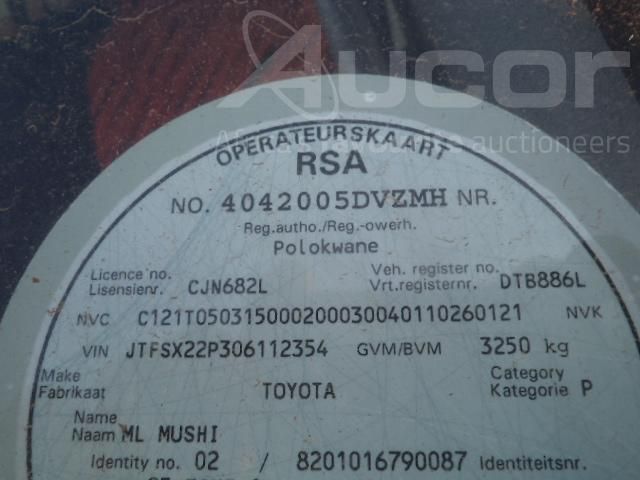 Aucor
auctioneers
OPERATEURSKAART
RSA
NO. 4042005DVZMH NR.
Reg.autho./Reg.-owerh.
Polokwane
Licence no. Veh. register no.
Lisensienr. CJN682L Vrt.registernr. DTB886L
NVC C121T050315000200030040110260121 NVK
VIN JTFSX22P306112354 GVM/BVM 3250 kg
Make Category
Fabrikaat TOYOTA Kategorie P
Name
Naam ML MUSHI
Identity no. 02 / 8201016790087 Identiteitsnr.